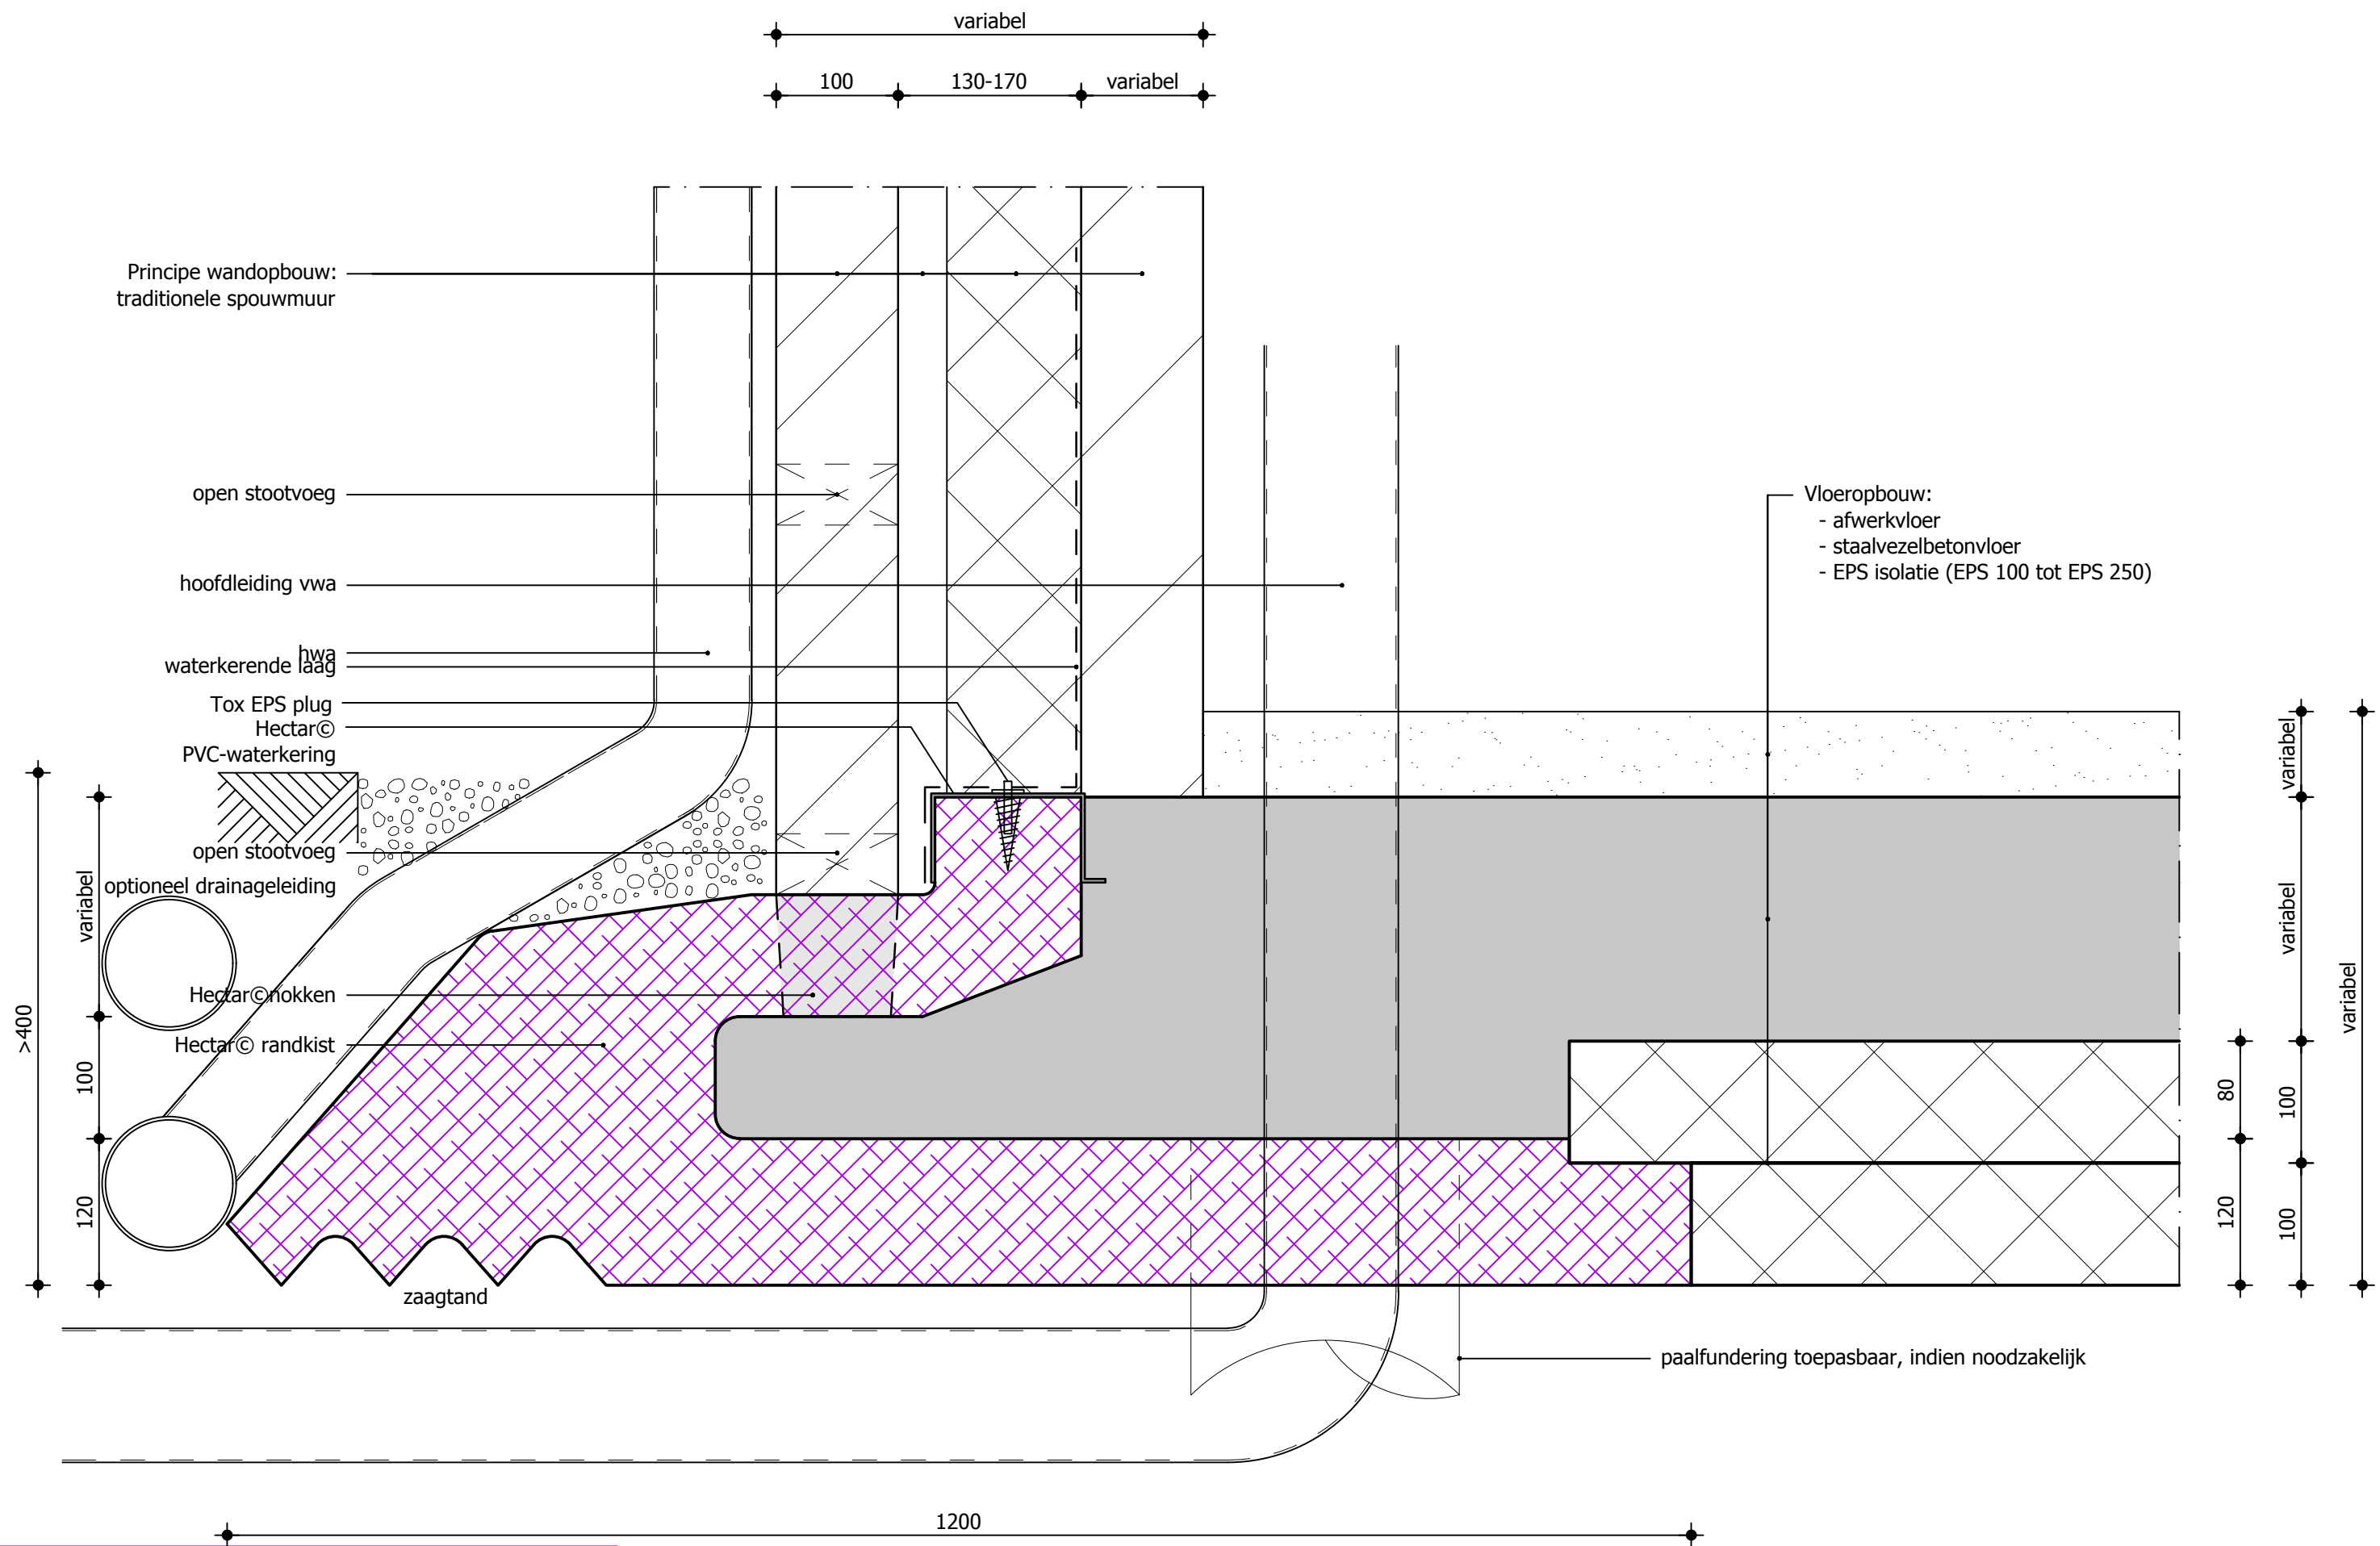 variabel
100
130-170
variabel
Principe wandopbouw:
traditionele spouwmuur
open stootvoeg
hoofdleiding vwa
hwa
waterkerende laag
Tox EPS plug
Hectar©
PVC-waterkering
open stootvoeg
optioneel drainageleiding
Hectar©nokken
Hectar© randkist
zaagtand
>400
variabel
100
120
Vloeropbouw:
- afwerkvloer
- staalvezelbetonvloer
- EPS isolatie (EPS 100 tot EPS 250)
variabel
variabel
variabel
80
100
120
100
paalfundering toepasbaar, indien noodzakelijk
1200